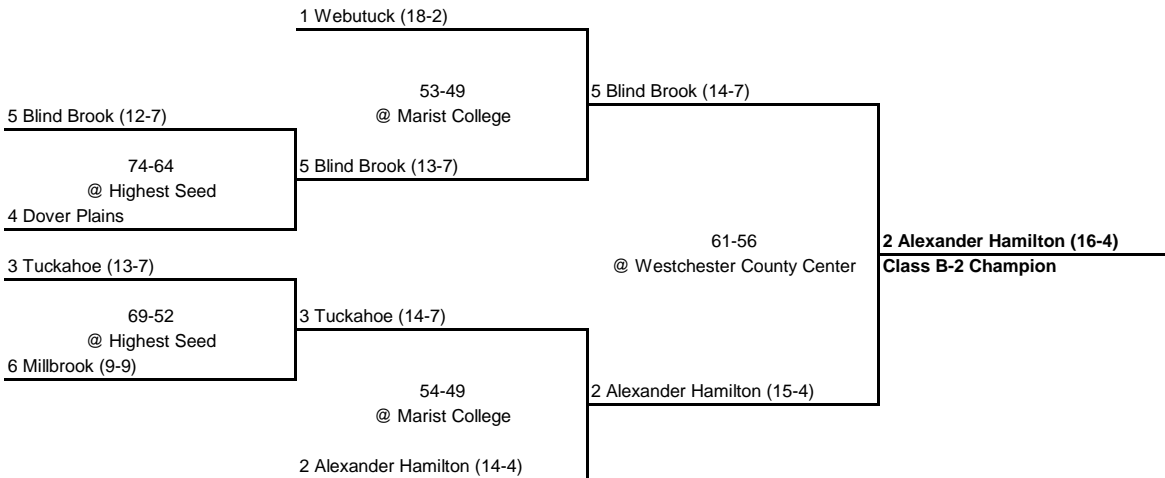 1 Webutuck (18-2)
53-49
@ Marist College
5 Blind Brook (14-7)
5 Blind Brook (12-7)
74-64
@ Highest Seed
5 Blind Brook (13-7)
4 Dover Plains
61-56
@ Westchester County Center
2 Alexander Hamilton (16-4)
Class B-2 Champion
3 Tuckahoe (13-7)
69-52
@ Highest Seed
3 Tuckahoe (14-7)
6 Millbrook (9-9)
54-49
@ Marist College
2 Alexander Hamilton (15-4)
2 Alexander Hamilton (14-4)